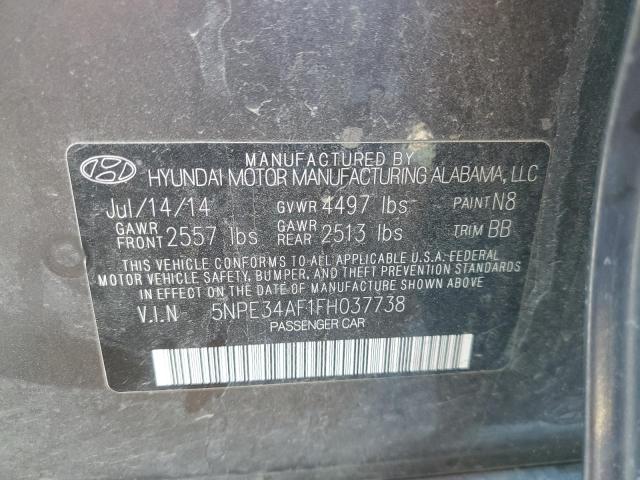 MANUFACTURED BY
HYUNDAI MOTOR MANUFACTURING ALABAMA, LLC
Jul/14/14 GVWR 4497 lbs PAINT N8
GAWR FRONT 2557 lbs GAWR REAR 2513 lbs TRIM BB
THIS VEHICLE CONFORMS TO ALL APPLICABLE U.S.A. FEDERAL
MOTOR VEHICLE SAFETY, BUMPER, AND THEFT PREVENTION STANDARDS
IN EFFECT ON THE DATE OF MANUFACTURE SHOWN ABOVE.
V.I.N 5NPE34AF1FH037738
PASSENGER CAR